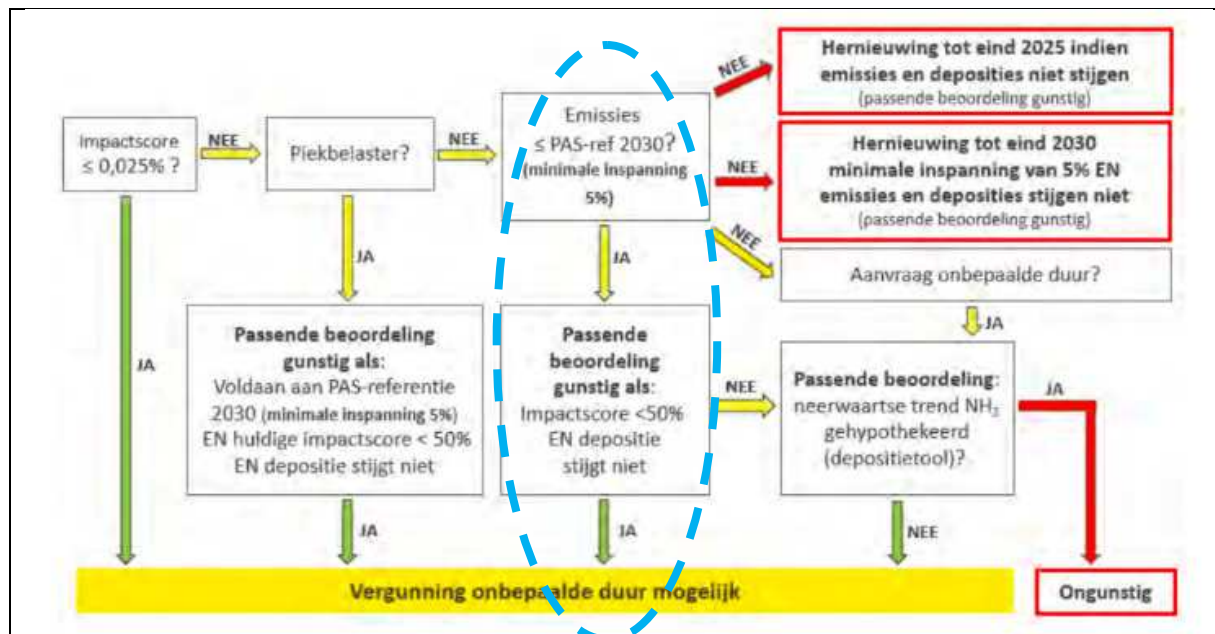 Impactscore
≤ 0,025% ?
NEE
Piekbelaster?
NEE
Emissies
≤ PAS-ref 2030?
(minimale inspanning
5%)
NEE
Hernieuwing tot eind 2025 indien
emissies en deposities niet stijgen
(passende beoordeling gunstig)
NEE
Hernieuwing tot eind 2030
minimale inspanning van 5% EN
emissies en deposities stijgen niet
(passende beoordeling gunstig)
NEE
Aanvraag onbepaalde duur?
JA
JA
JA
JA
Passende beoordeling
gunstig als:
Voldaan aan PAS-referentie
2030 (minimale inspanning 5%)
EN huidige impactscore < 50%
EN depositie stijgt niet
Passende
beoordeling
gunstig als:
Impactscore <50%
EN depositie
stijgt niet
NEE
Passende beoordeling:
neerwaartse trend NH₃
gehypothekeerd
(depositietool)?
JA
JA
JA
NEE
Vergunning onbepaalde duur mogelijk
Ongunstig